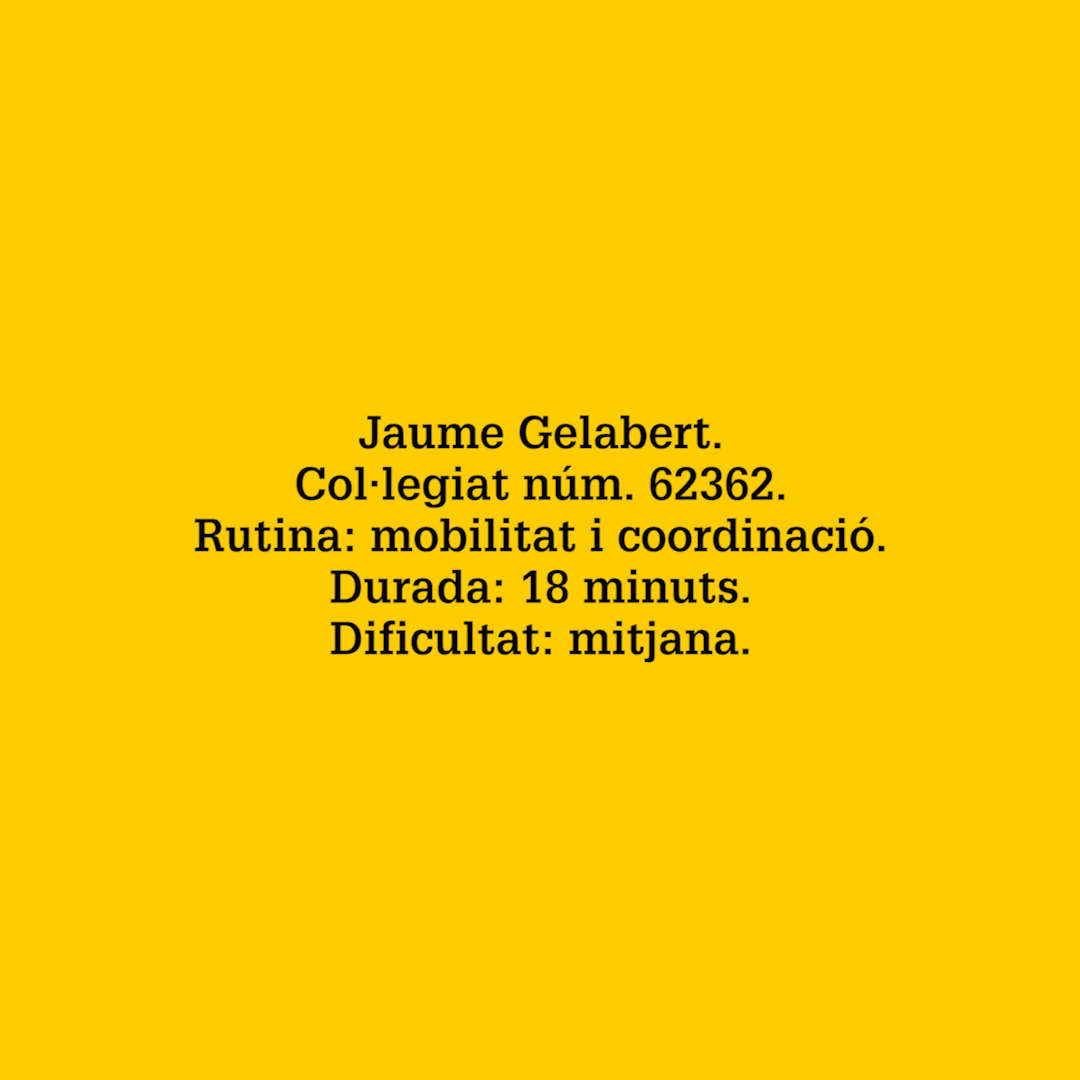 Jaume Gelabert.
Col·legiat núm. 62362.
Rutina: mobilitat i coordinació.
Durada: 18 minuts.
Dificultat: mitjana.